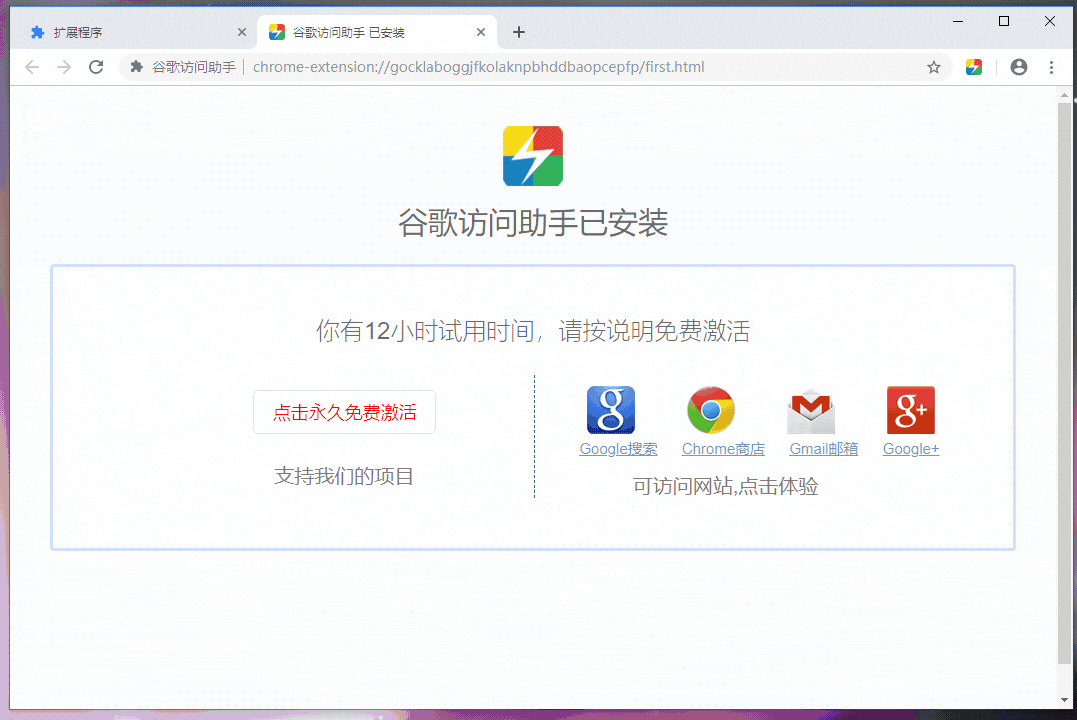 扩展程序
谷歌访问助手 已安装
谷歌访问助手 | chrome-extension://gocklaboggjfkolaknpbhddbaopcepfp/first.html
谷歌访问助手已安装
你有12小时试用时间，请按说明免费激活
点击永久免费激活
支持我们的项目
Google搜索 Chrome商店 Gmail邮箱 Google+
可访问网站,点击体验